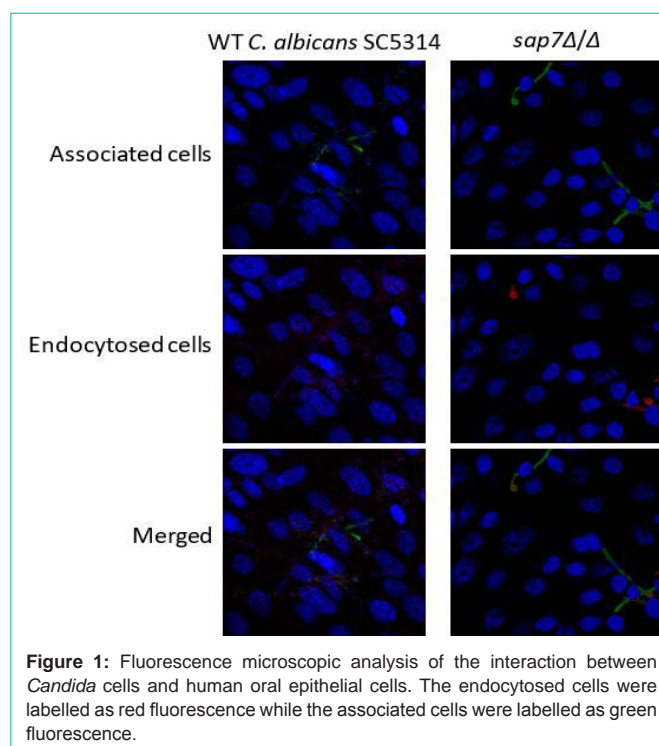 WT C. albicans SC5314 sap7Δ/Δ
Associated cells
Endocytosed cells
Merged
Figure 1: Fluorescence microscopic analysis of the interaction between
Candida cells and human oral epithelial cells. The endocytosed cells were
labelled as red fluorescence while the associated cells were labelled as green
fluorescence.